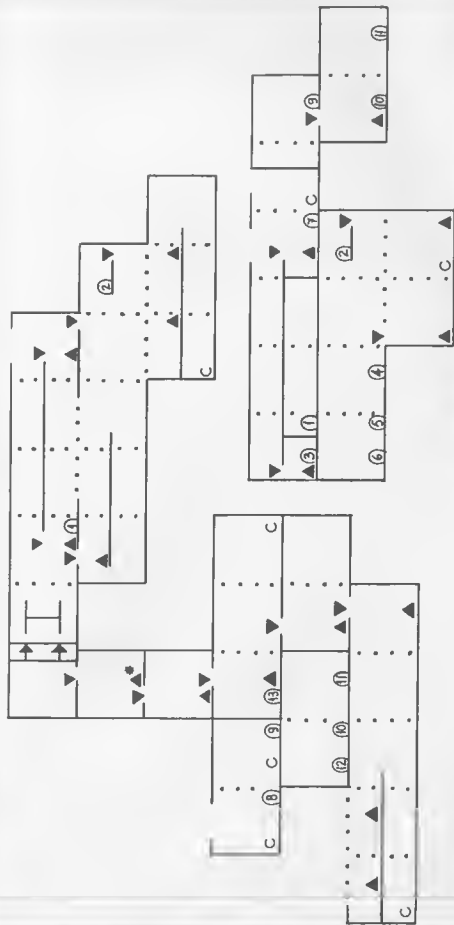 ⑪
⑨ ⑩
C
⑦
②
C
②
C ④
① ⑤
③ ⑥
① C
*
⑪
⑬
⑨ ⑩
C ⑫
⑧
C
C